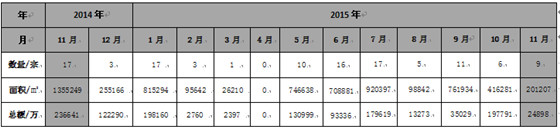 年 2014 年 2015 年
月 11 月 12 月 1 月 2 月 3 月 4 月 5 月 6 月 7 月 8 月 9 月 10 月 11 月
数量/宗 17 3 17 3 1 0 10 16 17 5 11 6 9
面积/㎡ 1355249 255166 815294 95642 26210 0 746638 708881 920397 98842 761934 416281 201207
总额/万 236641 122290 198160 2760 2397 0 130999 93336 179619 13273 35029 197791 24898